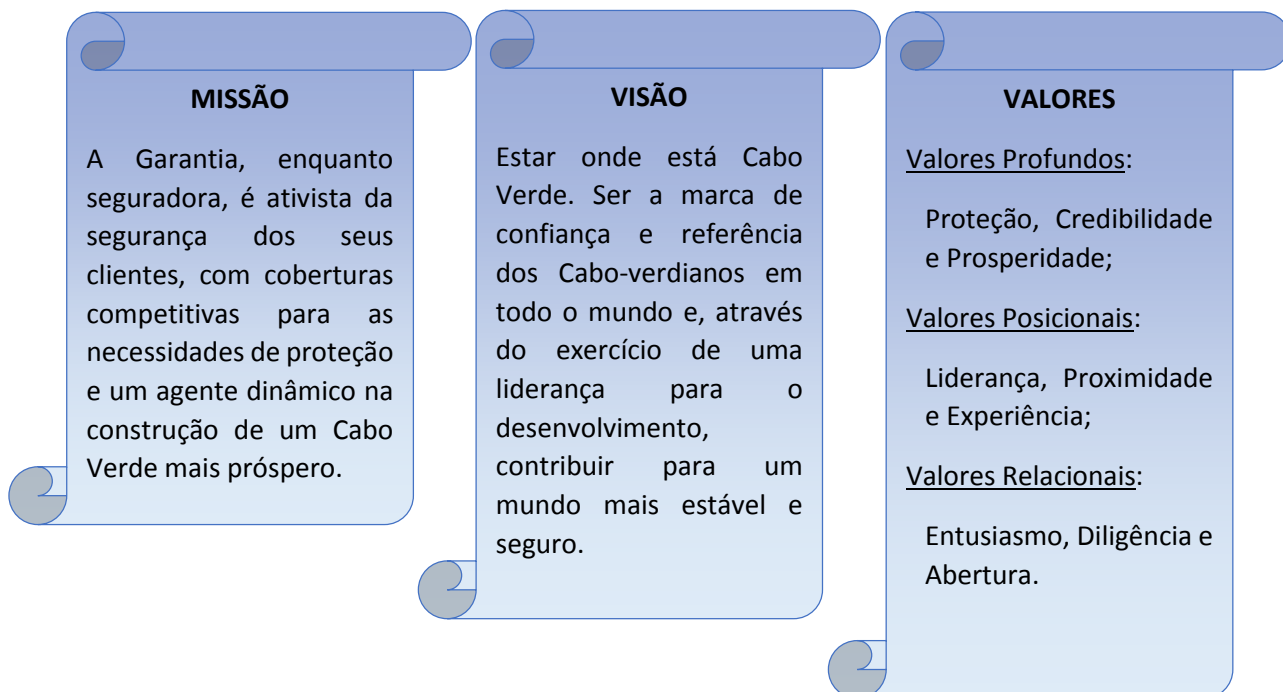 MISSÃO
A Garantia, enquanto
seguradora, é ativista da
segurança dos seus
clientes, com coberturas
competitivas para as
necessidades de proteção
e um agente dinâmico na
construção de um Cabo
Verde mais próspero.
VISÃO
Estar onde está Cabo
Verde. Ser a marca de
confiança e referência
dos Cabo-verdianos em
todo o mundo e, através
do exercício de uma
liderança para o
desenvolvimento,
contribuir para um
mundo mais estável e
seguro.
VALORES
Valores Profundos:
Proteção, Credibilidade
e Prosperidade;
Valores Posicionais:
Liderança, Proximidade
e Experiência;
Valores Relacionais:
Entusiasmo, Diligência e
Abertura.